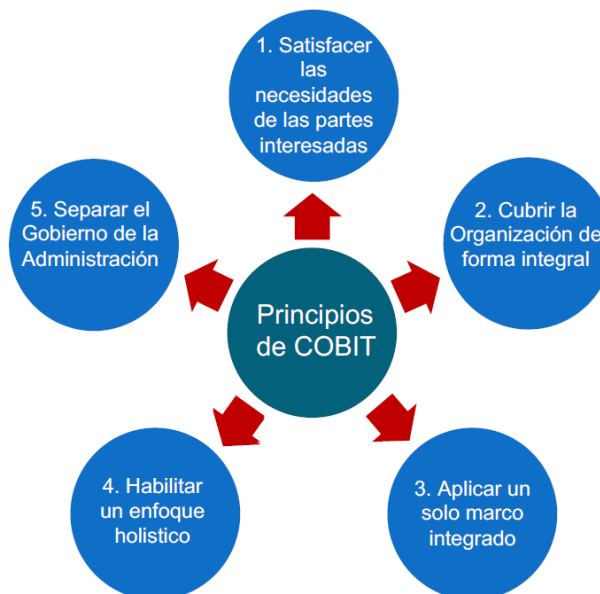 1. Satisfacer
las
necesidades
de las partes
interesadas
5. Separar el
Gobierno de la
Administración
2. Cubrir la
Organización de
forma integral
Principios
de COBIT
4. Habilitar
un enfoque
holistico
3. Aplicar un
solo marco
integrado